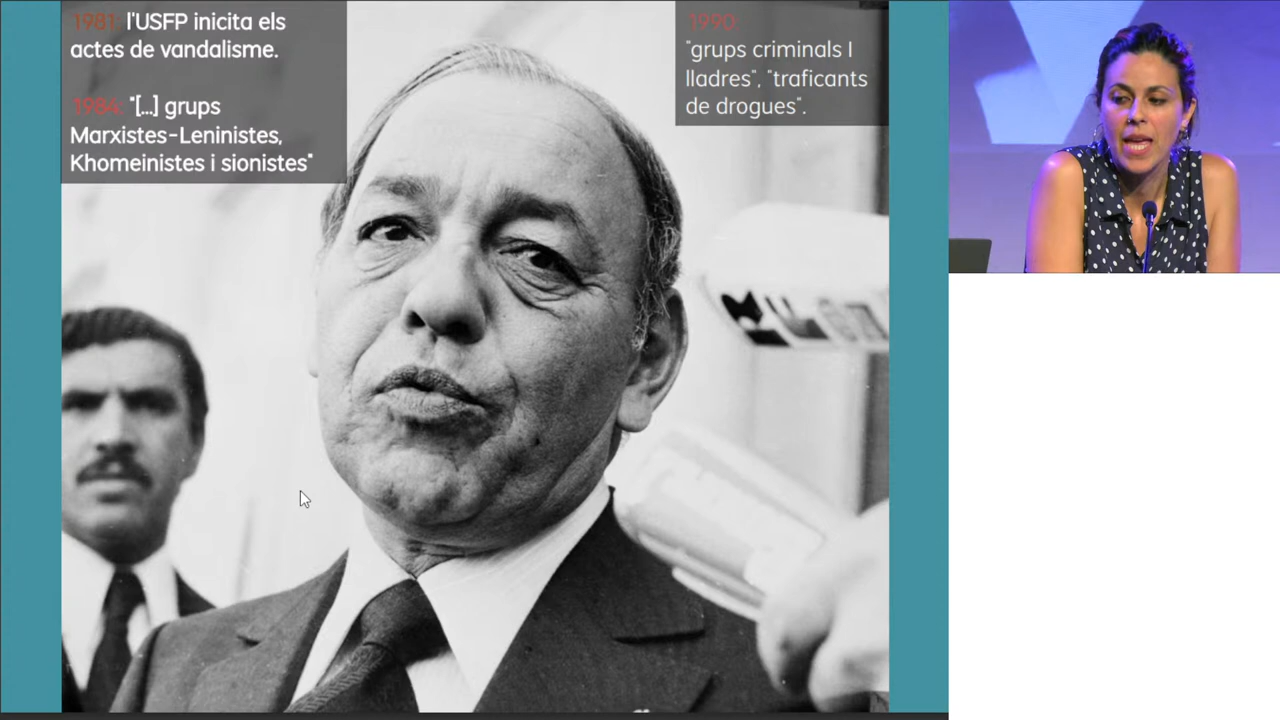 1981: l'USFP inicita els
actes de vandalisme.
1984: "[...] grups
Marxistes-Leninistes,
Khomeinistes i sionistes"
1990:
"grups criminals I
lladres", "traficants
de drogues".